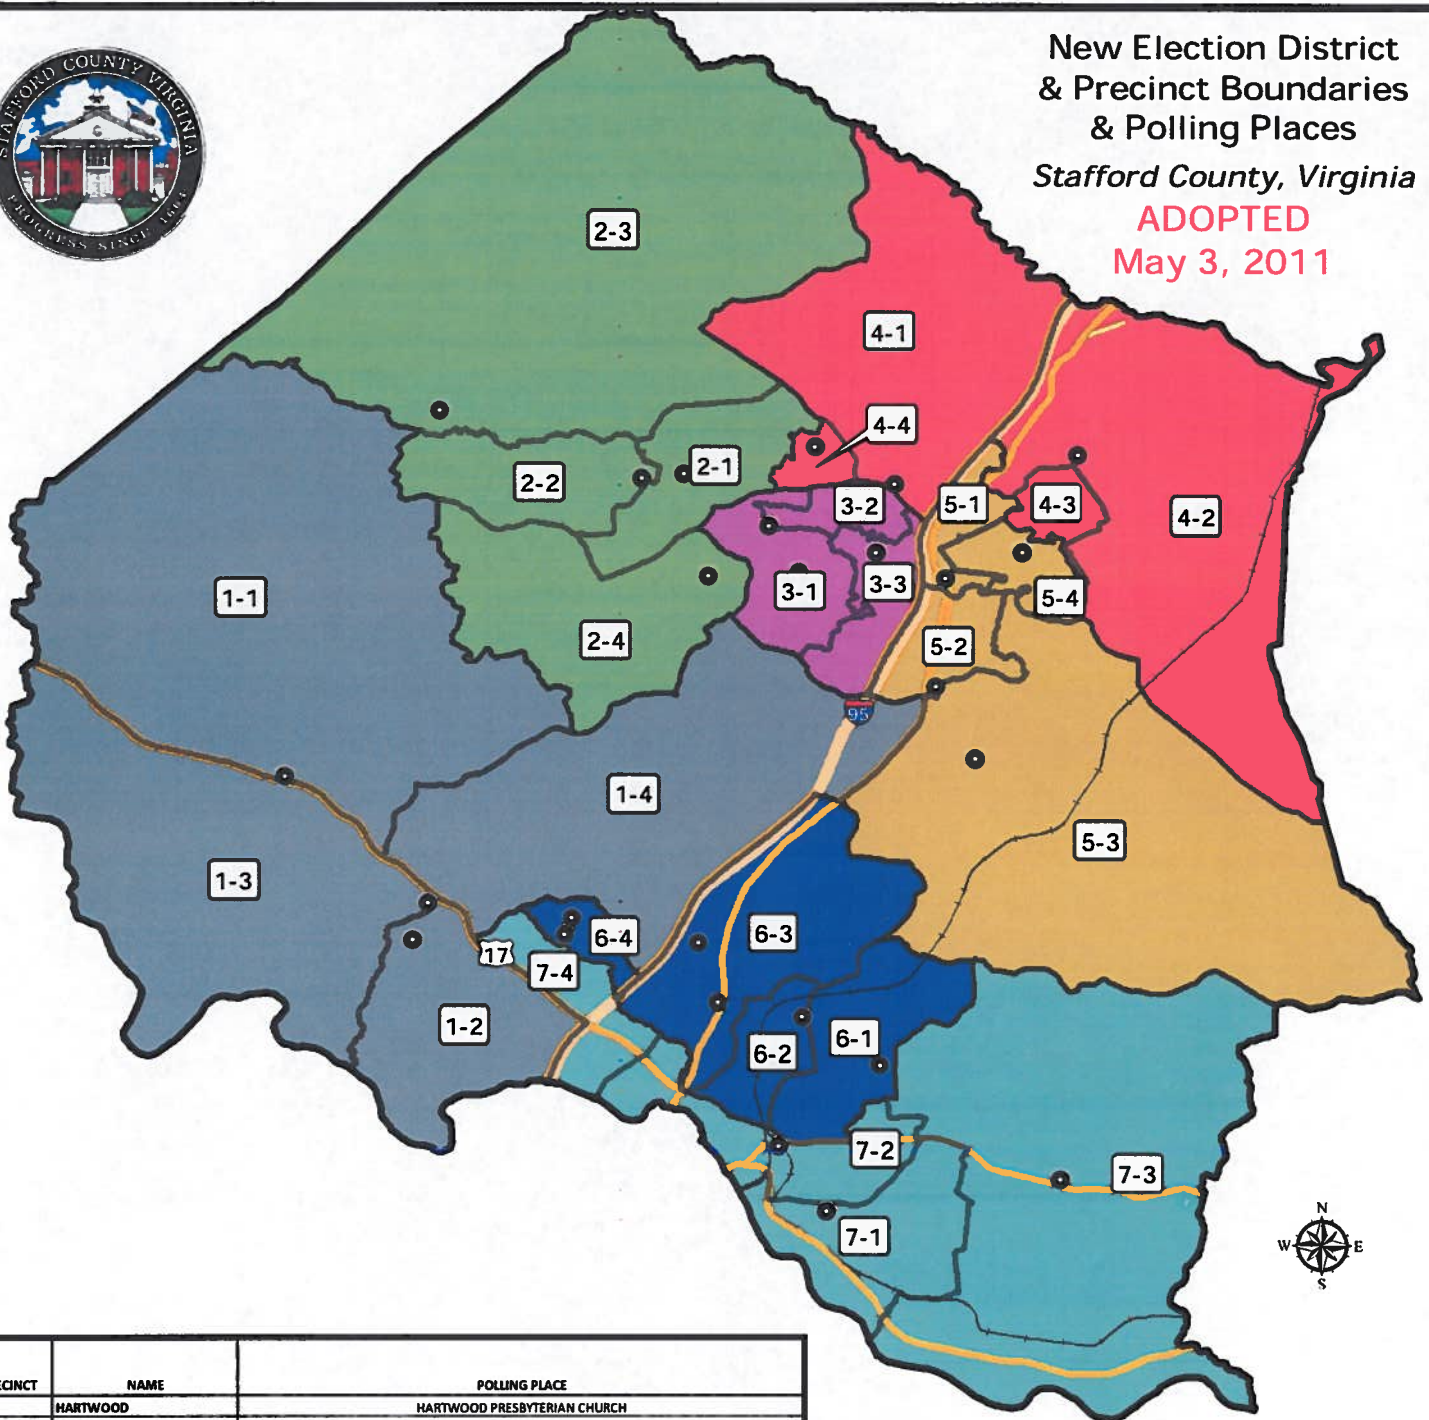 STAFFORD COUNTY VIRGINIA
PROGRESS SINCE 1664
New Election District
& Precinct Boundaries
& Polling Places
Stafford County, Virginia
ADOPTED
May 3, 2011
2-3
4-1
4-4
2-1
2-2
3-2
5-1
4-3
4-2
1-1
3-1
3-3
5-4
2-4
5-2
95
1-4
5-3
1-3
6-3
6-4
17
7-4
1-2
6-1
6-2
7-2
7-3
7-1
N
W E
S
ECINCT NAME POLLING PLACE
HARTWOOD HARTWOOD PRESBYTERIAN CHURCH